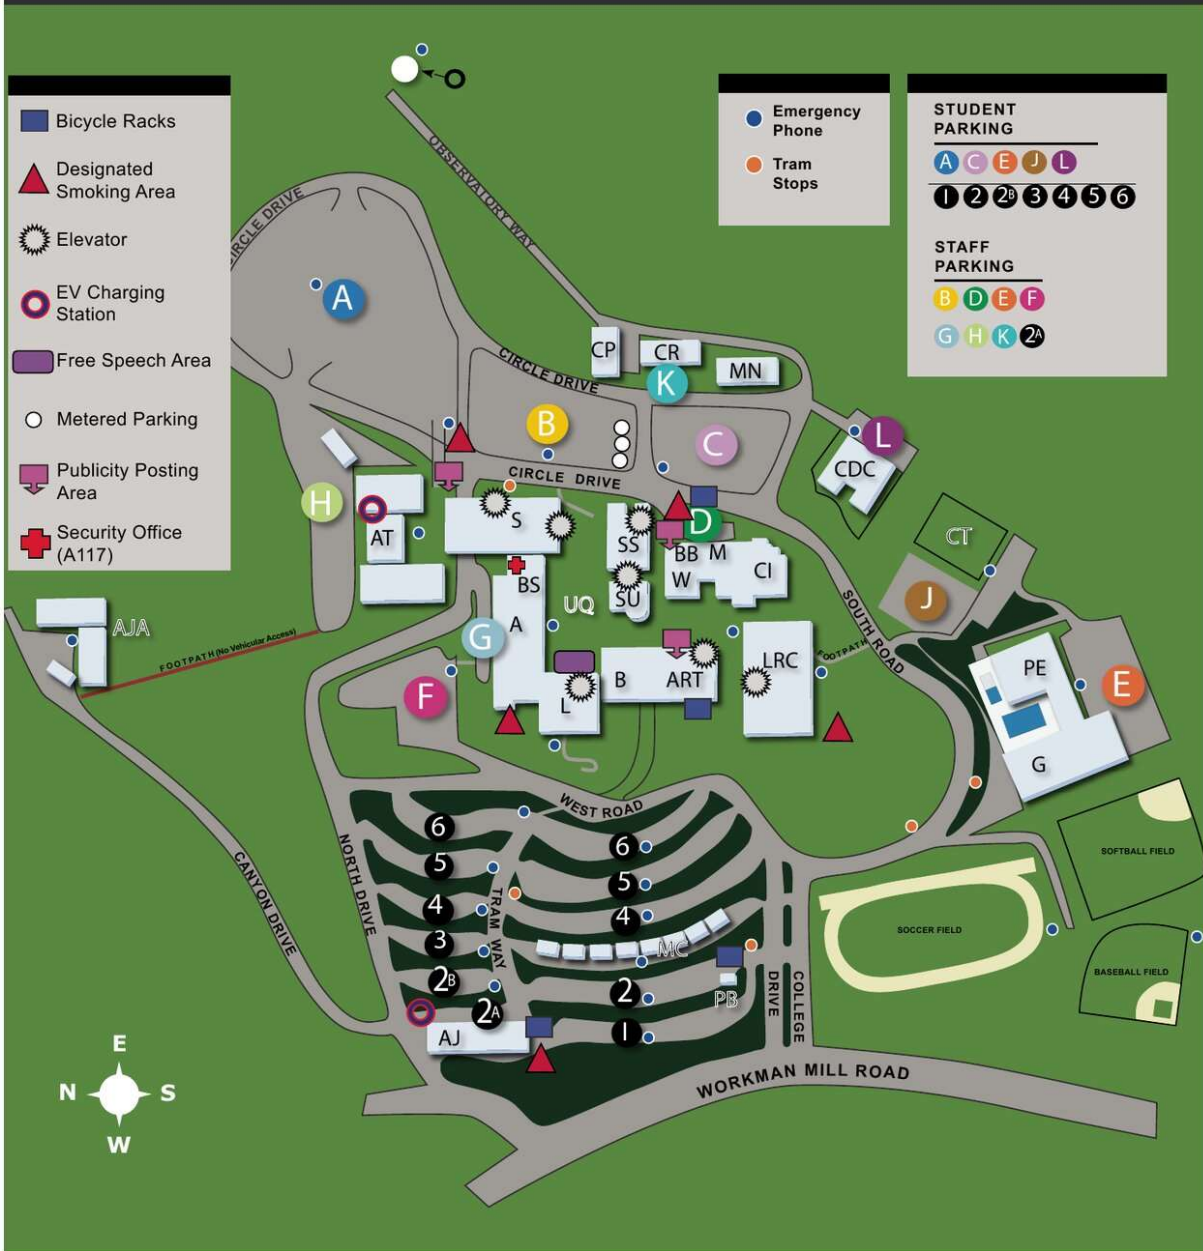 Bicycle Racks
Designated
Smoking Area
Elevator
EV Charging
Station
Free Speech Area
Metered Parking
Publicity Posting
Area
Security Office
(A117)
Emergency
Phone
Tram
Stops
STUDENT
PARKING
A C E J L
1 2 2B 3 4 5 6
STAFF
PARKING
B D E F
G H K 2A
O
OBSERVATORY WAY
CIRCLE DRIVE
A
CIRCLE DRIVE
CP
CR
MN
K
B
C
L
CDC
CIRCLE DRIVE
H
AT
S
SS
D
BB
M
W
CI
CT
BS
SU
UQ
J
SOUTH ROAD
AJA
FOOTPATH (No Vehicular Access)
G
A
FOOTPATH
F
L
B
ART
LRC
PE
E
G
WEST ROAD
NORTH DRIVE
CANYON DRIVE
TRAM WAY
6
5
4
3
2B
2A
6
5
4
MC
2
1
PB
AJ
COLLEGE
DRIVE
SOFTBALL FIELD
SOCCER FIELD
BASEBALL FIELD
WORKMAN MILL ROAD
E
N S
W